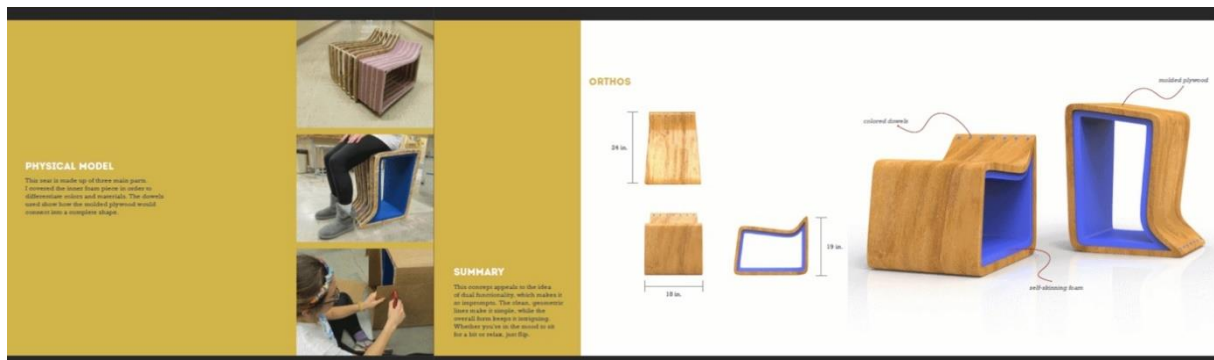 PHYSICAL MODEL
This seat is made up of three main parts.
I covered the inner foam piece in order to
differentiate colors and materials. The dowels
used show how the molded plywood would
connect into a complete shape.
SUMMARY
This concept appeals to the idea
of dual functionality, which makes it
so impromptu. The clean, geometric
lines make it simple, while the
overall form keeps it intriguing.
Whether you're in the mood to sit
for a bit or relax, just flip.
ORTHOS
24 in.
18 in.
19 in.
colored dowels
molded plywood
self-skinning foam